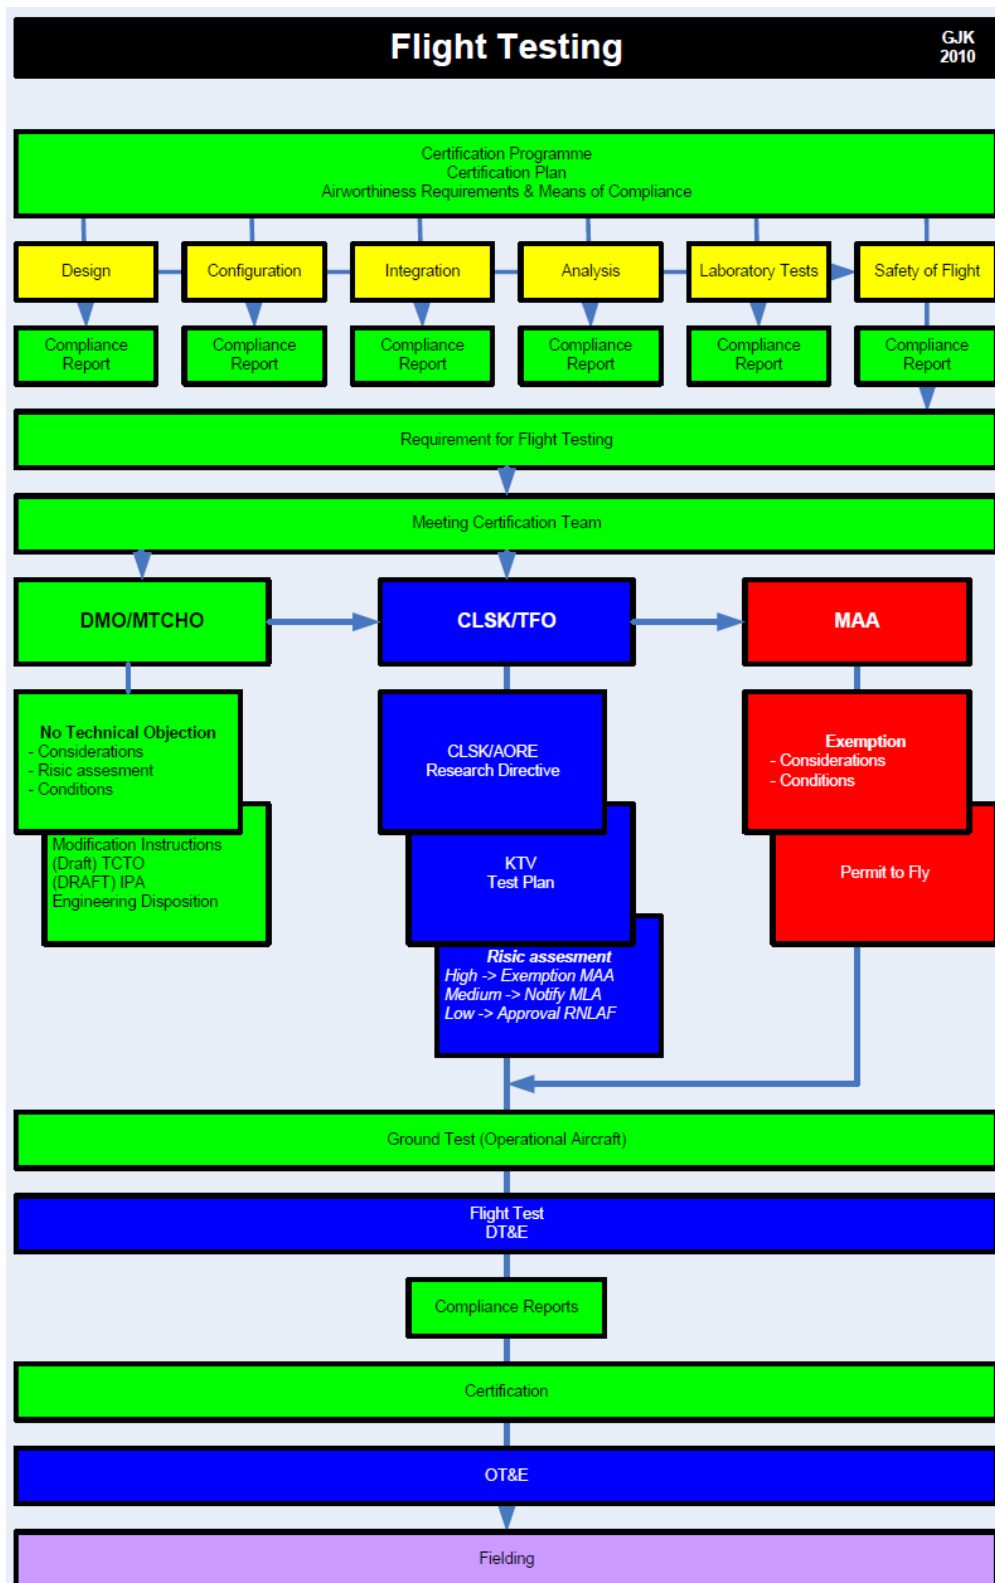 Flight Testing
GJK
2010
Certification Programme
Certification Plan
Airworthiness Requirements & Means of Compliance
Design
Configuration
Integration
Analysis
Laboratory Tests
Safety of Flight
Compliance
Report
Compliance
Report
Compliance
Report
Compliance
Report
Compliance
Report
Compliance
Report
Requirement for Flight Testing
Meeting Certification Team
DMO/MTCHO
CLSK/TFO
MAA
No Technical Objection
- Considerations
- Risic assesment
- Conditions
Modification Instructions
(Draft) TCTO
(DRAFT) IPA
Engineering Disposition
CLSK/AORE
Research Directive
KTV
Test Plan
Risic assesment
High -> Exemption MAA
Medium -> Notify MLA
Low -> Approval RNLAF
Exemption
- Considerations
- Conditions
Permit to Fly
Ground Test (Operational Aircraft)
Flight Test
DT&E
Compliance Reports
Certification
OT&E
Fielding